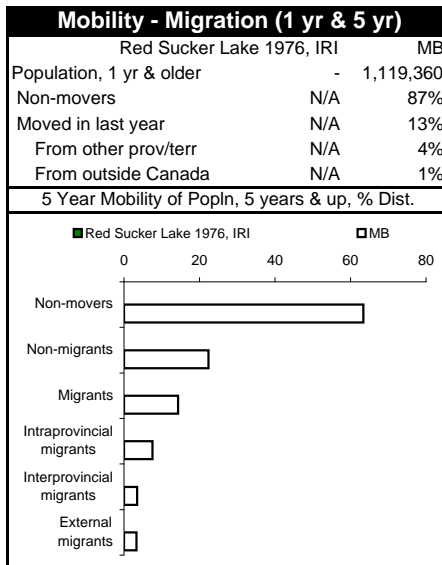 Mobility - Migration (1 yr & 5 yr)
Red Sucker Lake 1976, IRI MB
Population, 1 yr & older - 1,119,360
Non-movers N/A 87%
Moved in last year N/A 13%
From other prov/terr N/A 4%
From outside Canada N/A 1%
5 Year Mobility of Popln, 5 years & up, % Dist.
Red Sucker Lake 1976, IRI MB
0 20 40 60 80
Non-movers
Non-migrants
Migrants
Intraprovincial
migrants
Interprovincial
migrants
External
migrants